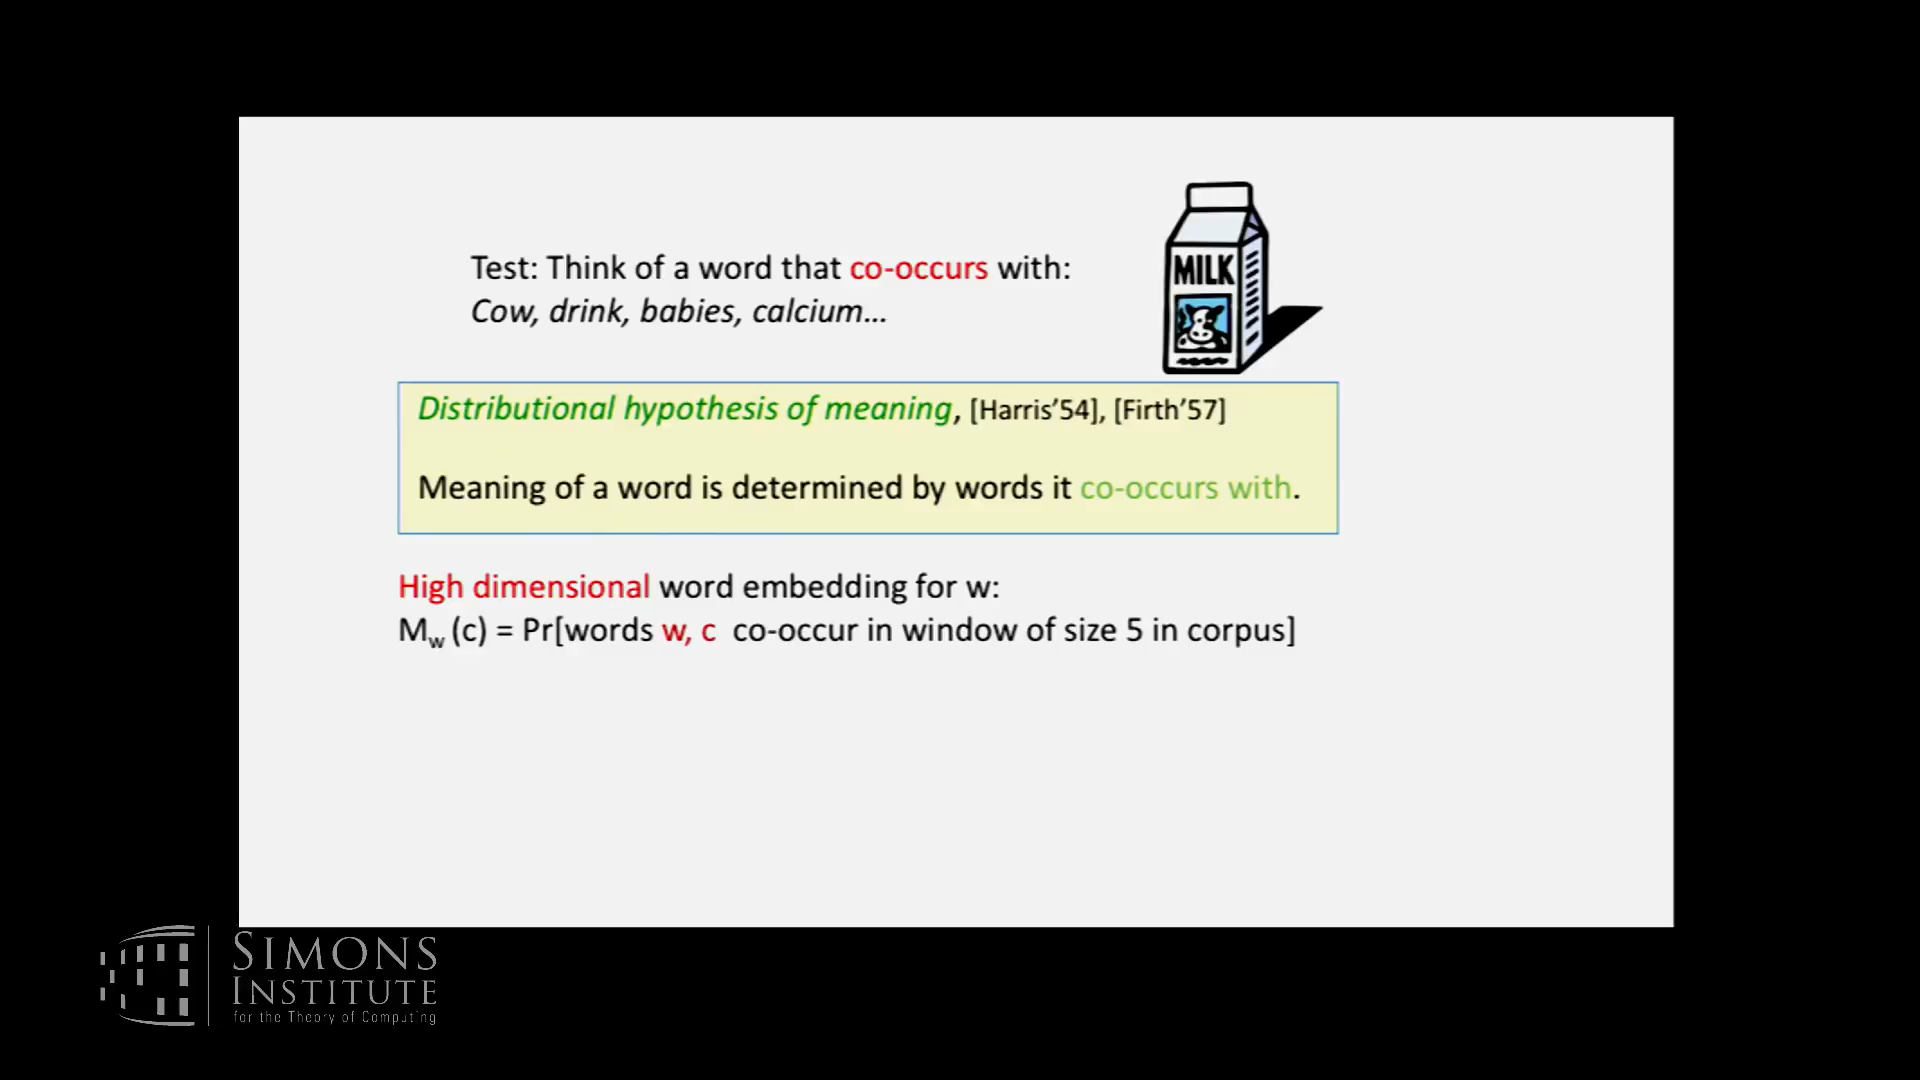 Test: Think of a word that co-occurs with:
Cow, drink, babies, calcium...
MILK
Distributional hypothesis of meaning, [Harris’54], [Firth’57]
Meaning of a word is determined by words it co-occurs with.
High dimensional word embedding for w:
Mw (c) = Pr[words w, c co-occur in window of size 5 in corpus]
SIMONS
INSTITUTE
for the Theory of Computing